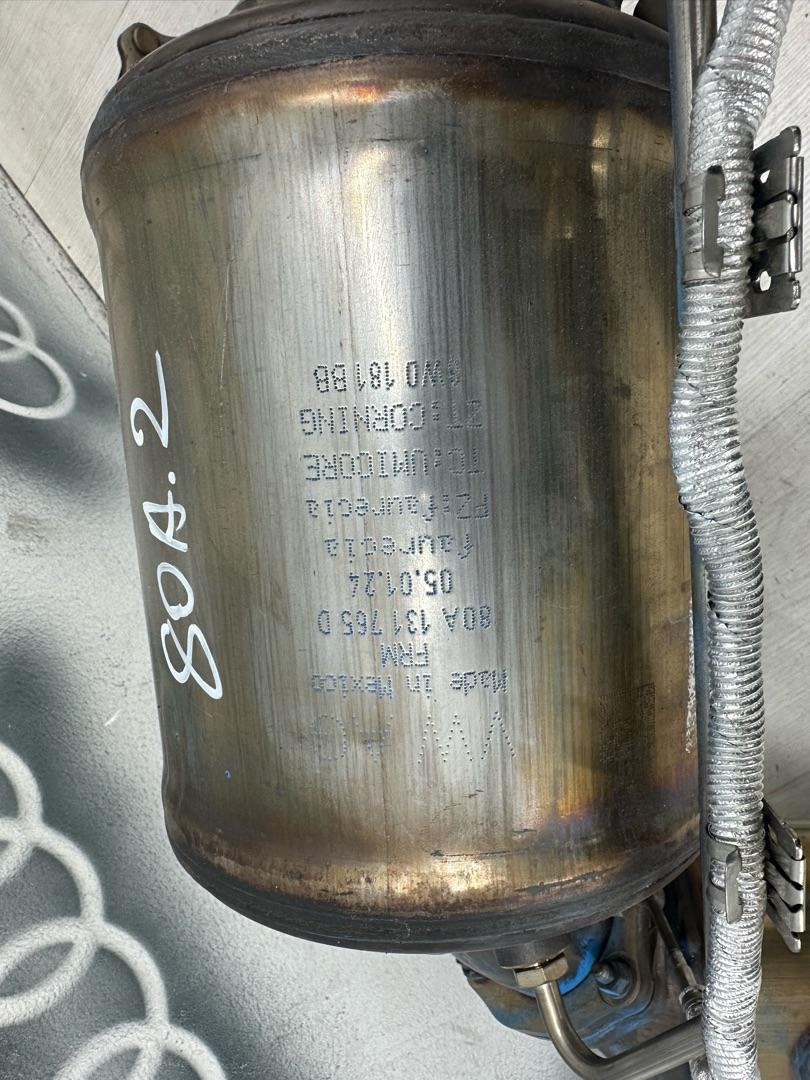 VW AG
Made in Mexico
FRM
80A 131 765 D
05.01.24
faurecia
PZ:faurecia
TC:UMICORE
ZT:CORNING
8W0 181 BB
80A.2